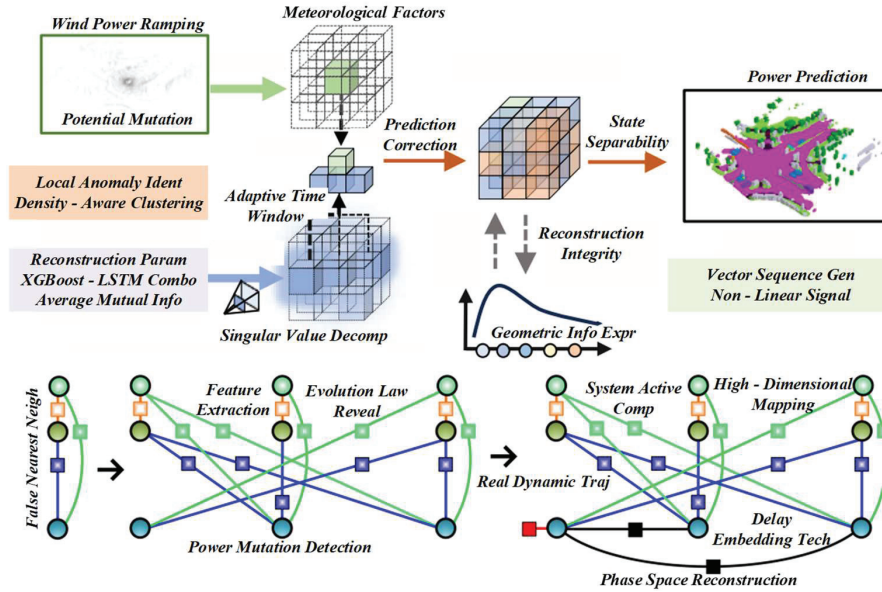 Wind Power Ramping
Meteorological Factors
Potential Mutation
Power Prediction
Prediction
Correction
State
Separability
Local Anomaly Ident
Density - Aware Clustering
Adaptive Time
Window
Reconstruction Param
XGBoost - LSTM Combo
Average Mutual Info
Singular Value Decomp
Reconstruction
Integrity
Geometric Info Expr
Vector Sequence Gen
Non - Linear Signal
False Nearest Neigh
Feature
Extraction
Evolution Law
Reveal
Power Mutation Detection
System Active
Comp
High - Dimensional
Mapping
Real Dynamic Traj
Delay
Embedding Tech
Phase Space Reconstruction